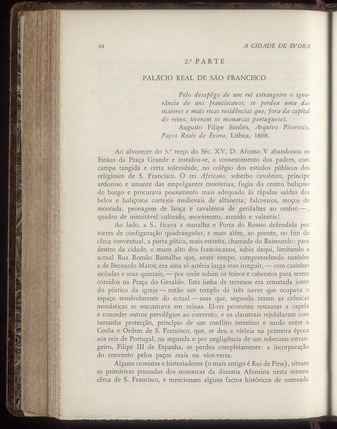 44 A CIDADE DE ÉVORA
2.ª PARTE
PALÁCIO REAL DE SÃO FRANCISCO
Pelo desapêgo de um rei estrangeiro e igno-
rância de uns franciscanos, se perdeu uma das
maiores e mais ricas residências que, fora da capital
do reino, tiveram os monarcas portugueses.
Augusto Filipe Simões, Arquivo Pitoresco,
Paços Reais de Évora, Lisboa, 1868.
Ao alvorecer do 3.º terço do Séc. XV, D. Afonso V abandonou os
Estáus da Praça Grande e instalou-se, a consentimento dos padres, com
campa tangida e certa solenidade, no colégio dos estudos públicos dos
religiosos de S. Francisco. O rei Africano, soberbo cavaleiro, príncipe
ardoroso e amante das empolgantes monterias, fugia do centro buliçoso
do burgo e procurava pousamento mais adequado às rápidas saídas dos
belos e buliçosos cortejos medievais de altanería; falcoeiros, moços de
montada, peonagem de lança e cavaleiros de gerifaltes ao ombro—,
quadro de inimitável colorido, movimento, arruído e valentia!
Ao lado, a S., ficava a muralha e Porta do Rossio defendida por
torres de configuração quadrangular, e mais além, ao poente, no fim da
cêrca conventual, a porta gótica, mais estreita, chamada do Raimundo: para
dentro da cidade, o muro alto dos franciscanos, subia daqui, limitando a
actual Rua Romão Ramalho que, neste tempo, compreendendo também
a de Bernardo Matos, era uma só artéria larga mas irregular, — com casinhas
isoladas e seus quintais, — por onde subiam os toiros e cabrestos para serem
corridos na Praça do Geraldo. Esta linha de terrenos era rematada junto
do pórtico da igreja — então um templo de três naves que ocupava o
espaço sensìvelmente do actual — mas que, segundo rezam as crónicas
monásticas se encontrava em ruínas. El-rei prometeu restaurar a capela
e conceder outros previlégios ao convento, e os claustrais rejubilaram com
tamanha protecção, princípio de um conflito intestino e surdo entre a
Corôa e Ordem de S. Francisco, que, se deu a vitória na primeira época
aos reis de Portugal, na segunda e por negligência de um soberano estran-
geiro, Filipe III de Espanha, se perdeu completamente: a incorporação
do convento pelos paços reais ou vice-versa.
Alguns cronistas e historiadores (o mais antigo é Rui de Pina), situam
as primitivas pousadas dos monarcas da dinastia Afonsina nesta mesma
cêrca de S. Francisco, e mencionam alguns factos históricos de nomeada